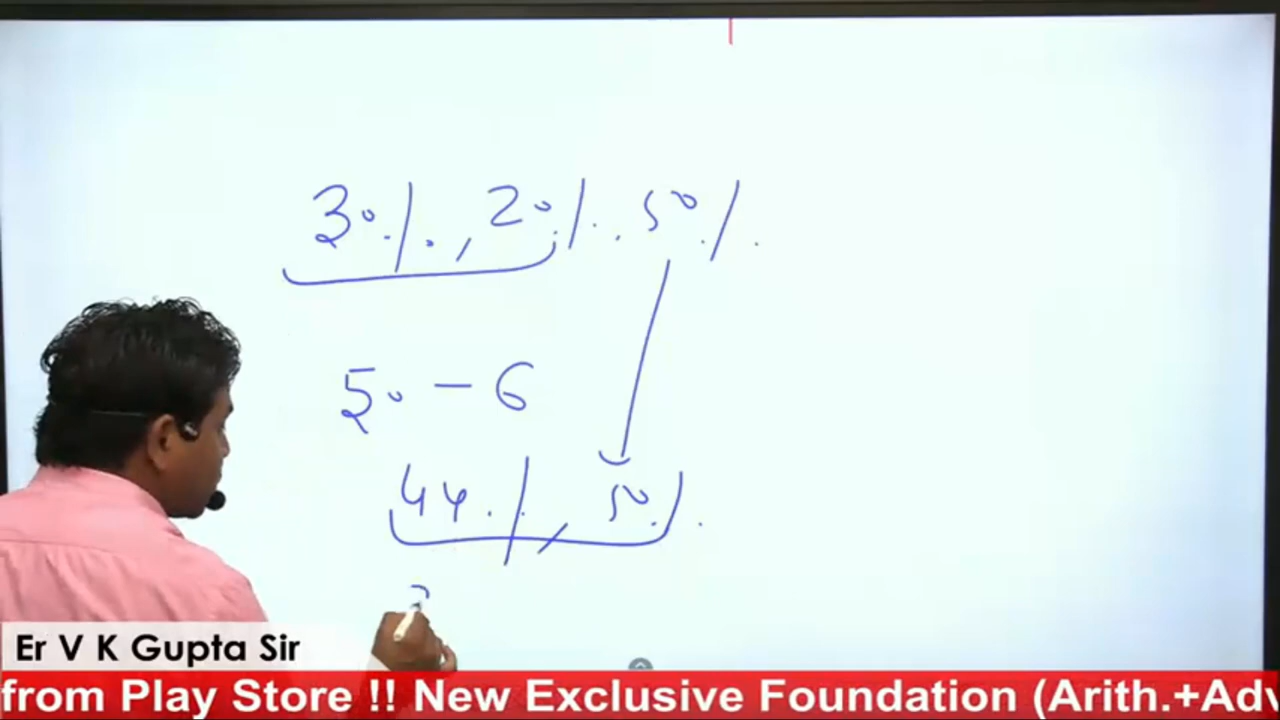 30%, 20%, 50%
50 - 6
44%, 50%
Er V K Gupta Sir
from Play Store !! New Exclusive Foundation (Arith.+Adv